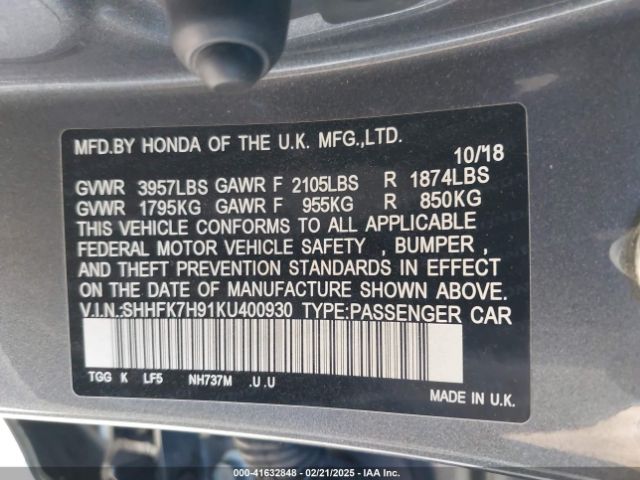 MFD.BY HONDA OF THE U.K. MFG.,LTD.
10/'18
GVWR 3957LBS GAWR F 2105LBS R 1874LBS
GVWR 1795KG GAWR F 955KG R 850KG
THIS VEHICLE CONFORMS TO ALL APPLICABLE
FEDERAL MOTOR VEHICLE SAFETY , BUMPER ,
AND THEFT PREVENTION STANDARDS IN EFFECT
ON DATE OF MANUFACTURE SHOWN ABOVE.
V.I.N.:SHHFK7H91KU400930 TYPE:PASSENGER CAR
TGG K LF5 NH737M .U .U
MADE IN U.K.
000-41632848 - 02/21/2025 - IAA Inc.